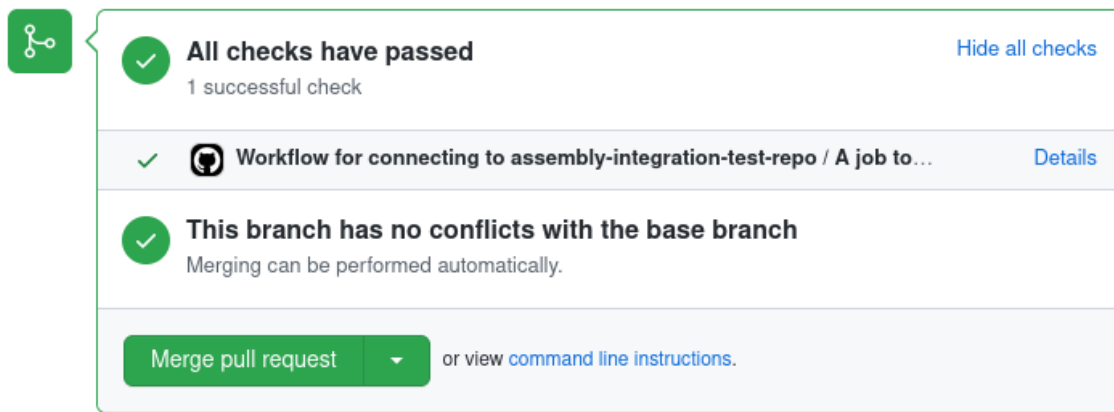 All checks have passed
Hide all checks
1 successful check
Workflow for connecting to assembly-integration-test-repo / A job to…
Details
This branch has no conflicts with the base branch
Merging can be performed automatically.
Merge pull request
or view command line instructions.